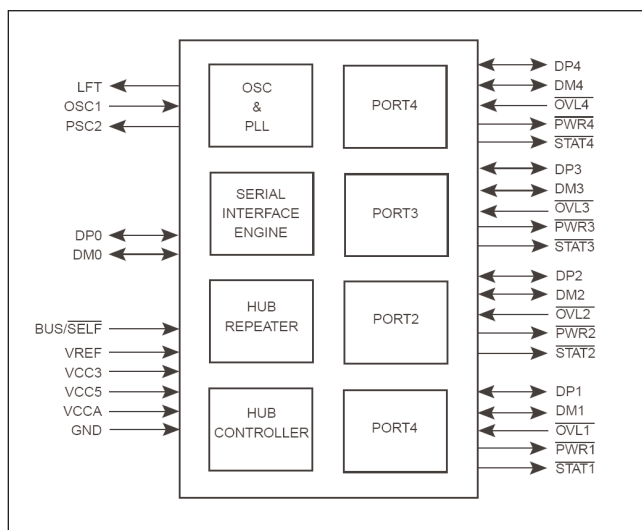 LFT
OSC1
PSC2
DP0
DM0
BUS/SELF
VREF
VCC3
VCC5
VCCA
GND
OSC
&
PLL
SERIAL
INTERFACE
ENGINE
HUB
REPEATER
HUB
CONTROLLER
PORT4
PORT3
PORT2
PORT4
DP4
DM4
OVL4
PWR4
STAT4
DP3
DM3
OVL3
PWR3
STAT3
DP2
DM2
OVL2
PWR2
STAT2
DP1
DM1
OVL1
PWR1
STAT1